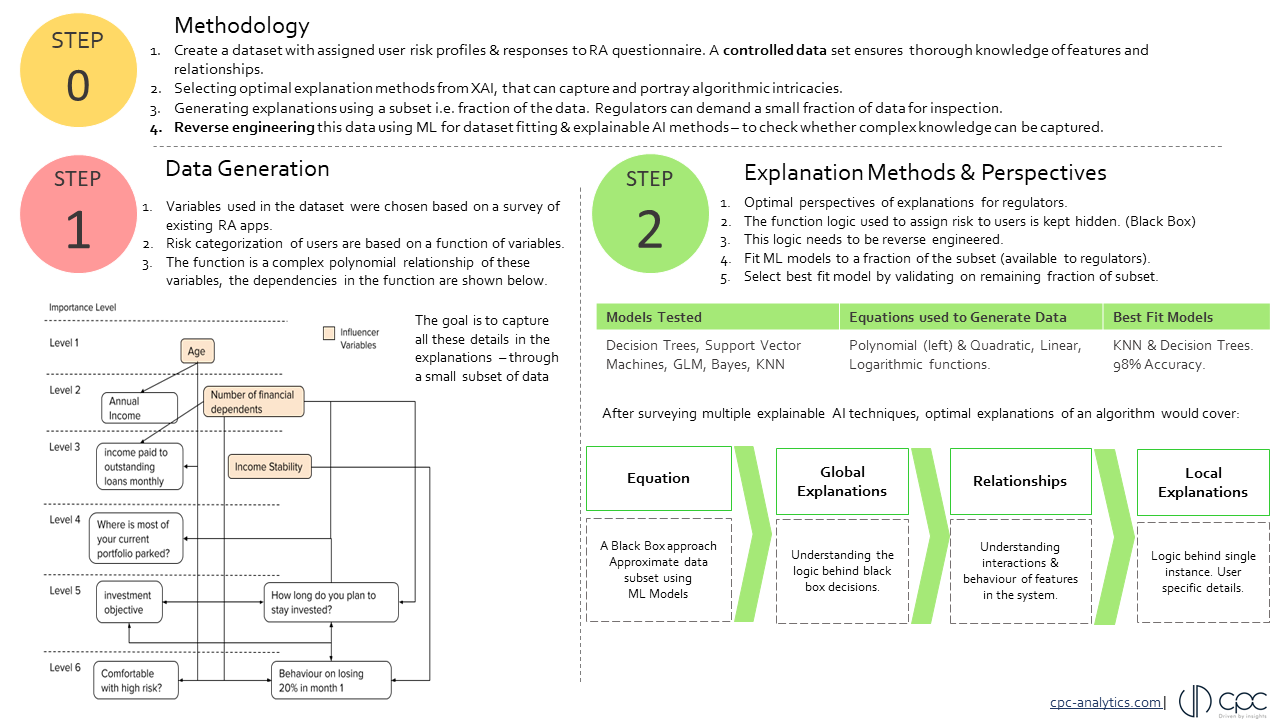 STEP
0
Methodology
1. Create a dataset with assigned user risk profiles & responses to RA questionnaire. A controlled data set ensures thorough knowledge of features and
relationships.
2. Selecting optimal explanation methods from XAI, that can capture and portray algorithmic intricacies.
3. Generating explanations using a subset i.e. fraction of the data. Regulators can demand a small fraction of data for inspection.
4. Reverse engineering this data using ML for dataset fitting & explainable AI methods – to check whether complex knowledge can be captured.
STEP
1
Data Generation
1. Variables used in the dataset were chosen based on a survey of
existing RA apps.
2. Risk categorization of users are based on a function of variables.
3. The function is a complex polynomial relationship of these
variables, the dependencies in the function are shown below.
Importance Level
Influencer
Variables
The goal is to capture
all these details in the
explanations – through
a small subset of data
Level 1
Age
Level 2
Annual
Income
Number of financial
dependents
Level 3
income paid to
outstanding
loans monthly
Income Stability
Level 4
Where is most of
your current
portfolio parked?
Level 5
investment
objective
How long do you plan to
stay invested?
Level 6
Comfortable
with high risk?
Behaviour on losing
20% in month 1
STEP
2
Explanation Methods & Perspectives
1. Optimal perspectives of explanations for regulators.
2. The function logic used to assign risk to users is kept hidden. (Black Box)
3. This logic needs to be reverse engineered.
4. Fit ML models to a fraction of the subset (available to regulators).
5. Select best fit model by validating on remaining fraction of subset.
Models Tested
Equations used to Generate Data
Best Fit Models
Decision Trees, Support Vector
Machines, GLM, Bayes, KNN
Polynomial (left) & Quadratic, Linear,
Logarithmic functions.
KNN & Decision Trees.
98% Accuracy.
After surveying multiple explainable AI techniques, optimal explanations of an algorithm would cover:
Equation
A Black Box approach
Approximate data
subset using
ML Models
Global
Explanations
Understanding the
logic behind black
box decisions.
Relationships
Understanding
interactions &
behaviour of features
in the system.
Local
Explanations
Logic behind single
instance. User
specific details.
cpc-analytics.com |
cpc
Driven by insights